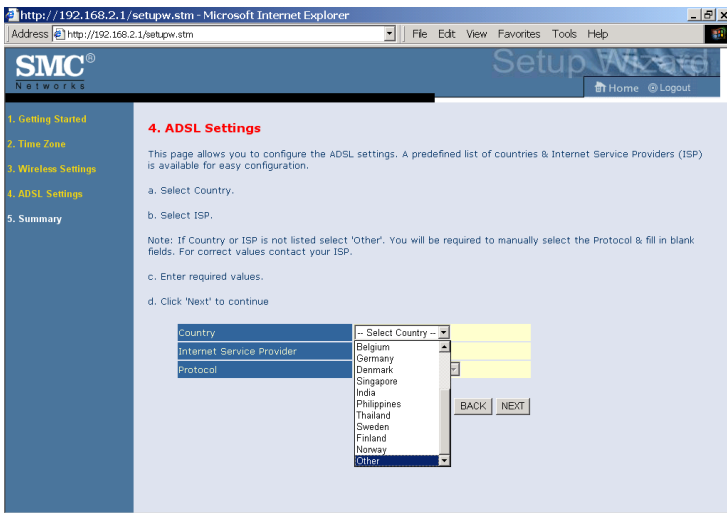 http://192.168.2.1/setupw.stm - Microsoft Internet Explorer
Address http://192.168.2.1/setupw.stm File Edit View Favorites Tools Help
SMC®
Networks
Setup Wizard
Home Logout
1. Getting Started
2. Time Zone
3. Wireless Settings
4. ADSL Settings
5. Summary
4. ADSL Settings
This page allows you to configure the ADSL settings. A predefined list of countries & Internet Service Providers (ISP)
is available for easy configuration.
a. Select Country.
b. Select ISP.
Note: If Country or ISP is not listed select 'Other'. You will be required to manually select the Protocol & fill in blank
fields. For correct values contact your ISP.
c. Enter required values.
d. Click 'Next' to continue
Country -- Select Country --
Internet Service Provider
Protocol
Belgium
Germany
Denmark
Singapore
India
Philippines
Thailand
Sweden
Finland
Norway
Other
BACK NEXT